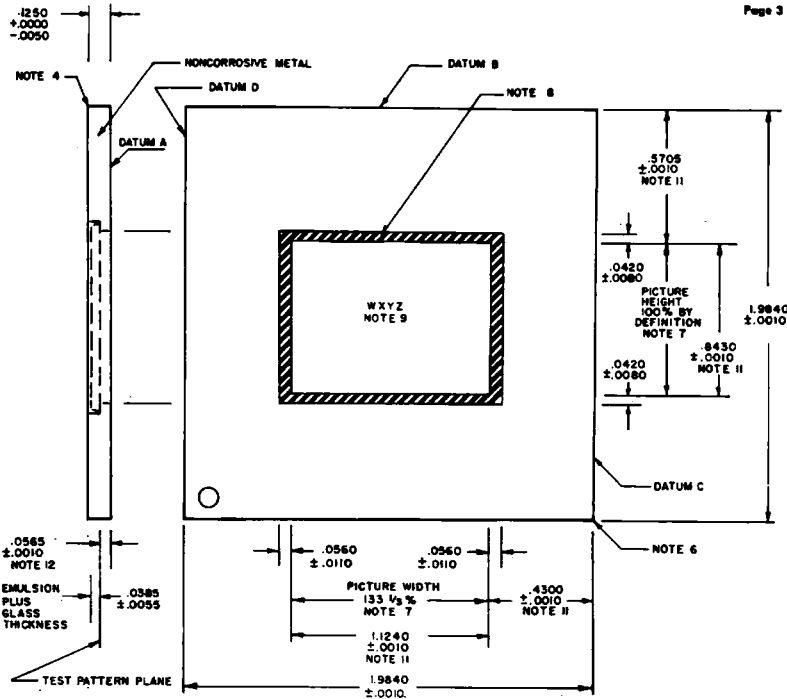 Page 3
.1250
+.0000
-.0050
NOTE 4
NONCORROSIVE METAL
DATUM A
DATUM D
DATUM B
NOTE 8
.5705
±.0010
NOTE 11
.0420
±.0080
PICTURE
HEIGHT
100% BY
DEFINITION
NOTE 7
.8430
±.0010
NOTE 11
1.9840
±.0010
.0420
±.0080
WXYZ
NOTE 9
DATUM C
NOTE 6
.0565
±.0010
NOTE 12
EMULSION
PLUS
GLASS
THICKNESS
.0385
±.0055
TEST PATTERN PLANE
.0560
±.0110
.0560
±.0110
PICTURE WIDTH
133 1/3 %
NOTE 7
.4300
±.0010
NOTE 11
1.1240
±.0010
NOTE 11
1.9840
±.0010.